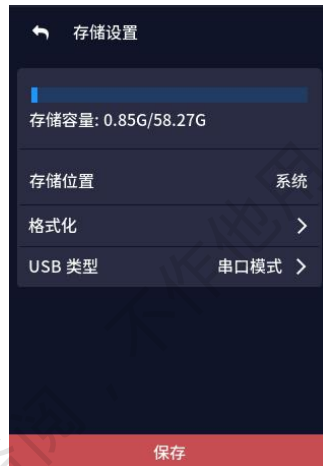 存储设置
存储容量: 0.85G/58.27G
存储位置 系统
格式化
USB 类型 串口模式
保存